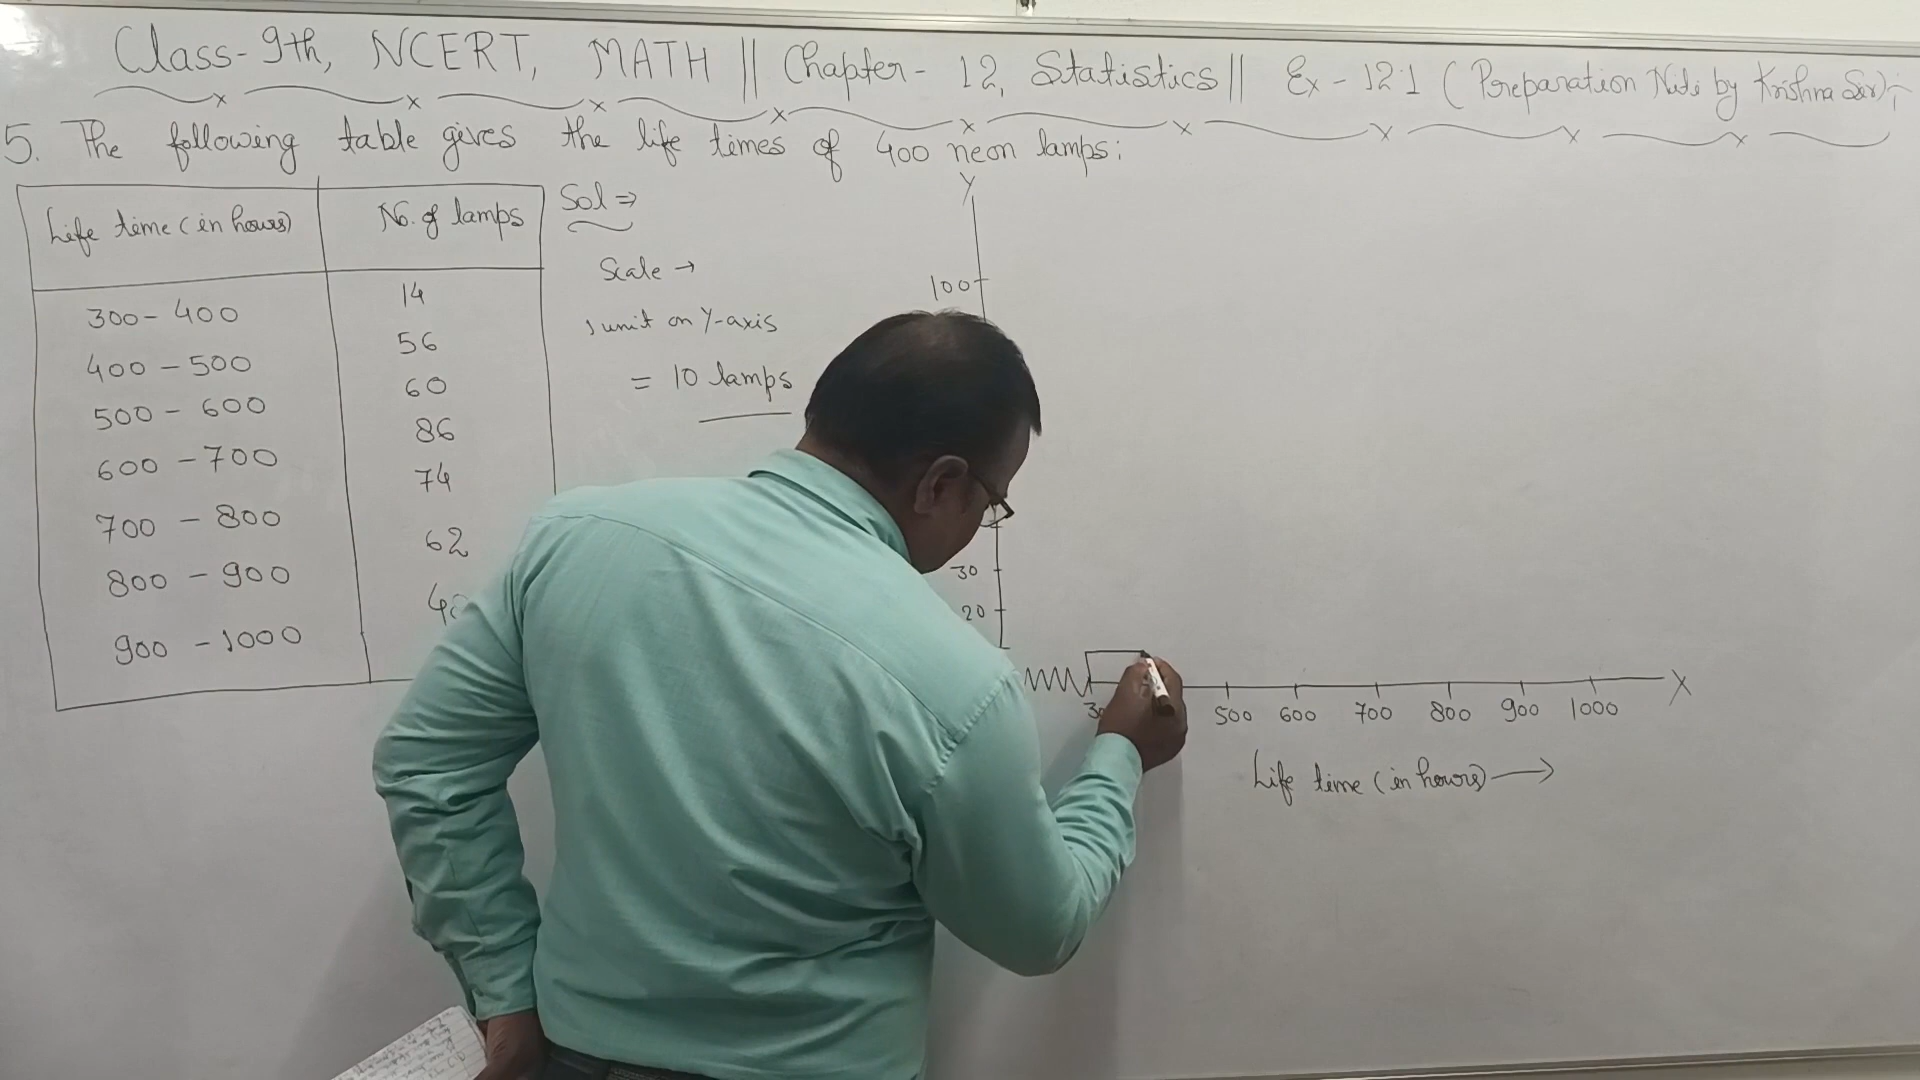 Class-9th, NCERT, MATH || Chapter-12, Statistics || Ex-12.1 (Preparation Nidi by Krishna Sir);
5. The following table gives the life times of 400 neon lamps:
Life time (in hours) No. of lamps
300-400 14
400-500 56
500-600 60
600-700 86
700-800 74
800-900 62
900-1000
Sol ⇒
Scale →
1 unit on Y-axis
= 10 lamps
Y
100
30
20
500 600 700 800 900 1000 X
Life time (in hours) →